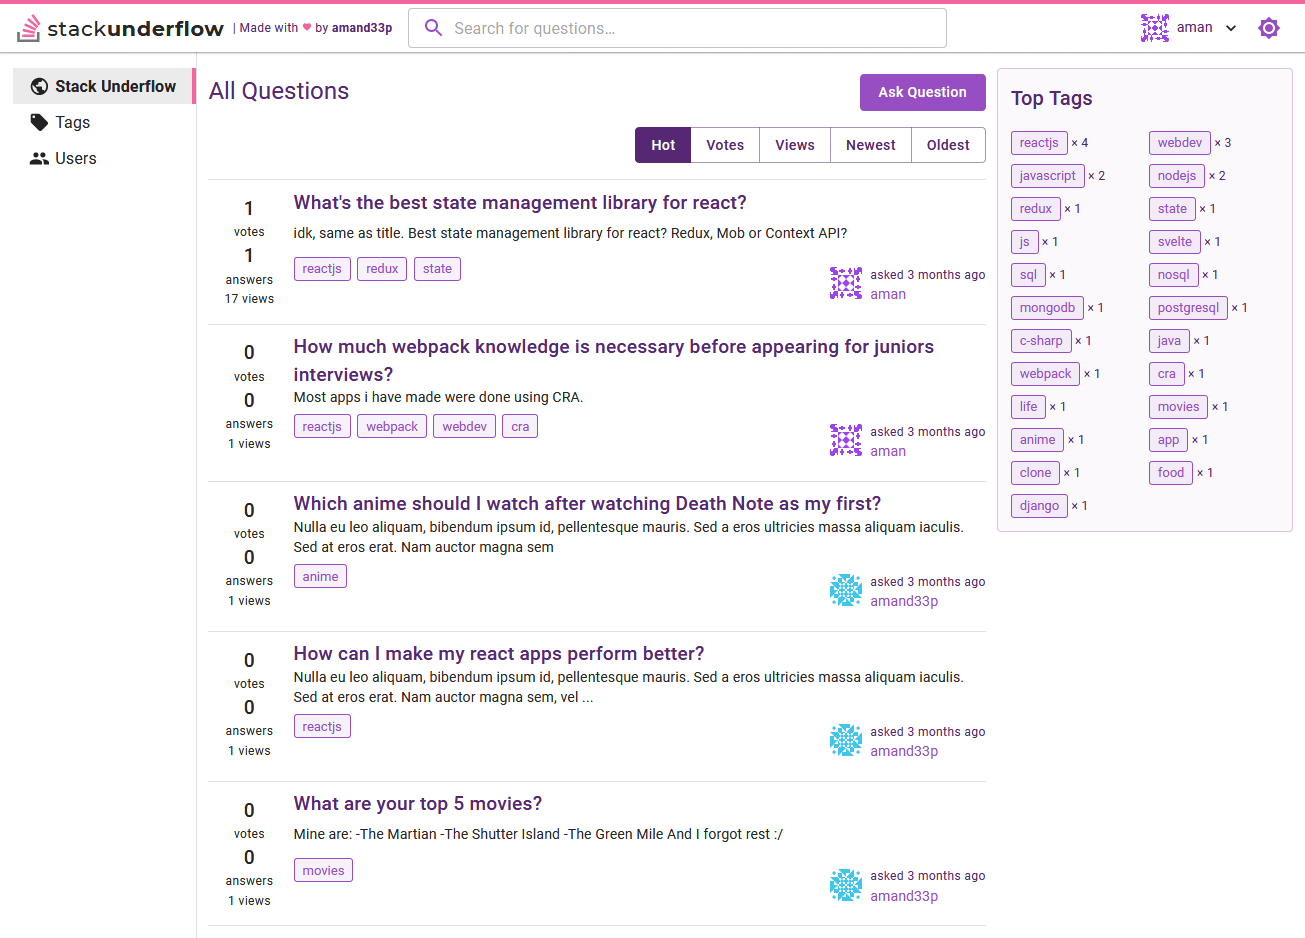 stackunderflow | Made with ❤ by amand33p
Search for questions…
aman
Stack Underflow
Tags
Users
All Questions
Ask Question
Hot Votes Views Newest Oldest
1
votes
1
answers
17 views
What's the best state management library for react?
idk, same as title. Best state management library for react? Redux, Mob or Context API?
reactjs redux state
asked 3 months ago
aman
0
votes
0
answers
1 views
How much webpack knowledge is necessary before appearing for juniors
interviews?
Most apps i have made were done using CRA.
reactjs webpack webdev cra
asked 3 months ago
aman
0
votes
0
answers
1 views
Which anime should I watch after watching Death Note as my first?
Nulla eu leo aliquam, bibendum ipsum id, pellentesque mauris. Sed a eros ultricies massa aliquam iaculis.
Sed at eros erat. Nam auctor magna sem
anime
asked 3 months ago
amand33p
0
votes
0
answers
1 views
How can I make my react apps perform better?
Nulla eu leo aliquam, bibendum ipsum id, pellentesque mauris. Sed a eros ultricies massa aliquam iaculis.
Sed at eros erat. Nam auctor magna sem, vel ...
reactjs
asked 3 months ago
amand33p
0
votes
0
answers
1 views
What are your top 5 movies?
Mine are: -The Martian -The Shutter Island -The Green Mile And I forgot rest :/
movies
asked 3 months ago
amand33p
Top Tags
reactjs × 4 webdev × 3
javascript × 2 nodejs × 2
redux × 1 state × 1
js × 1 svelte × 1
sql × 1 nosql × 1
mongodb × 1 postgresql × 1
c-sharp × 1 java × 1
webpack × 1 cra × 1
life × 1 movies × 1
anime × 1 app × 1
clone × 1 food × 1
django × 1